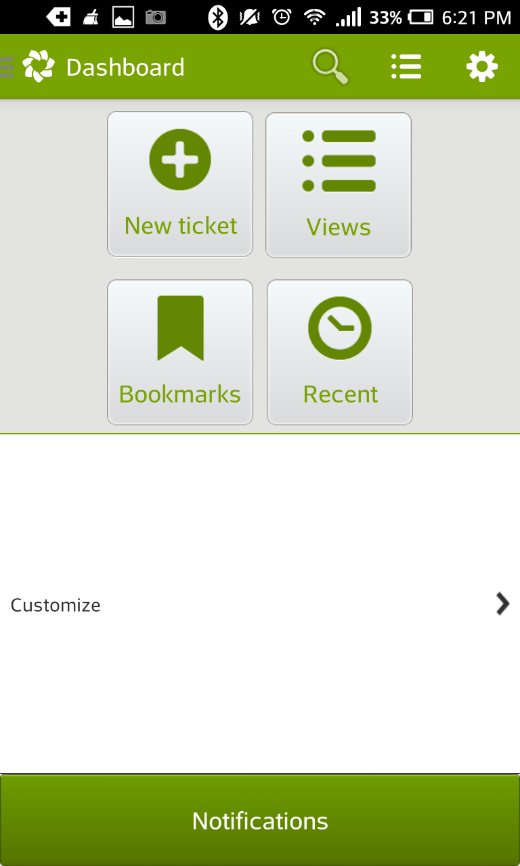 33% 6:21 PM
Dashboard
New ticket
Views
Bookmarks
Recent
Customize
Notifications